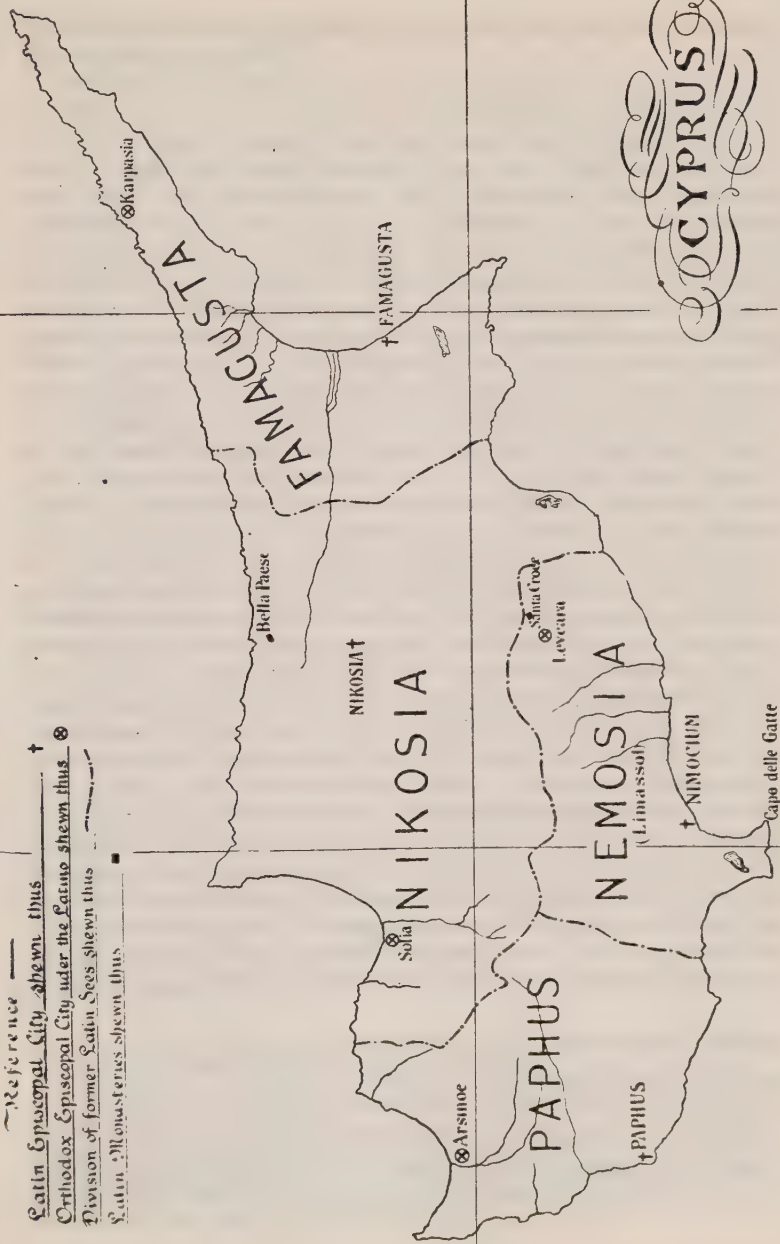 Reference
Latin Episcopal City shewn thus
Orthodox Episcopal City uder the Latins shewn thus
Division of former Latin Sees shewn thus
Latin Monasteries shewn thus
CYPRUS
Karpasia
FAMAGUSTA
FAMAGUSTA
Bella Paese
NIKOSIA
NIKOSIA
Santa Croce
Levcara
Solia
NEMOSIA
(Limassol)
NIMOCIUM
Capo delle Gatte
Arsinoe
PAPHUS
PAPHUS